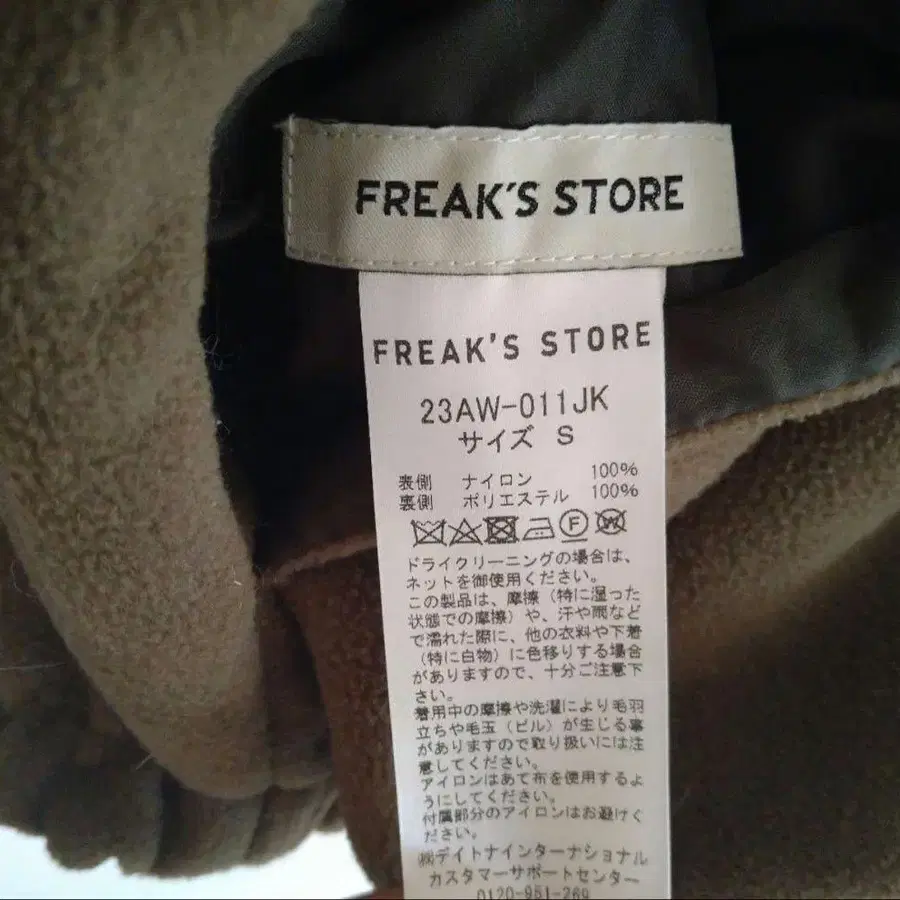 FREAK'S STORE
FREAK'S STORE
23AW-011JK
サイズ S
表側 ナイロン 100%
裏側 ポリエステル 100%
F W
ドライクリーニングの場合は、
ネットを御使用ください。
この製品は、摩擦（特に湿った
状態での摩擦）や、汗や雨など
で濡れた際に、他の衣料や下着
（特に白物）に色移りする場合
がありますので、十分ご注意下
さい。
着用中の摩擦や洗濯により毛羽
立ちや毛玉（ピル）が生じる事
がありますので取り扱いには注
意してください。
アイロンはあて布を使用するよ
うにしてください。
付属部分のアイロンはお避けく
ださい。
㈱デイトナインターナショナル
カスタマーサポートセンター
0120-951-269